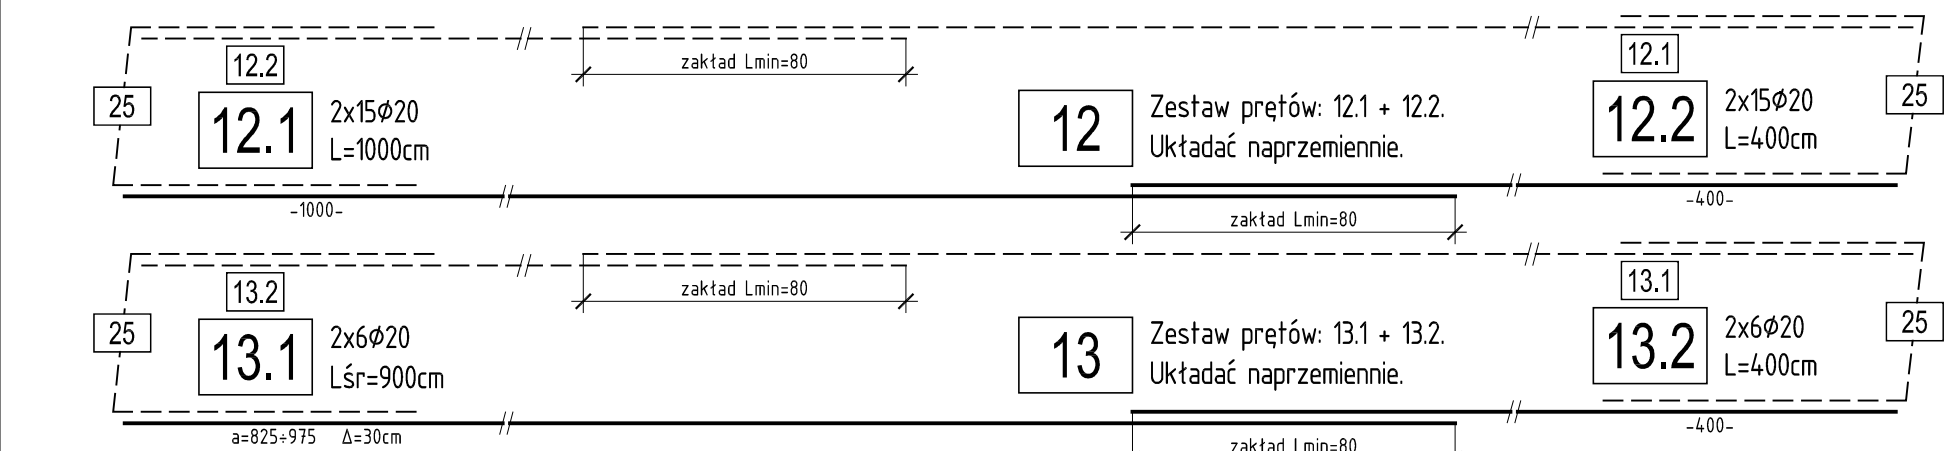 12.2
zakład Lmin=80
12.1
25
12.1
2x15Ø20
L=1000cm
12
Zestaw prętów: 12.1 + 12.2.
Układać naprzemiennie.
12.2
2x15Ø20
L=400cm
25
-1000-
-400-
zakład Lmin=80
13.2
zakład Lmin=80
13.1
25
13.1
2x6Ø20
Lśr=900cm
13
Zestaw prętów: 13.1 + 13.2.
Układać naprzemiennie.
13.2
2x6Ø20
L=400cm
25
a=825÷975 Δ=30cm
-400-
zakład Lmin=80